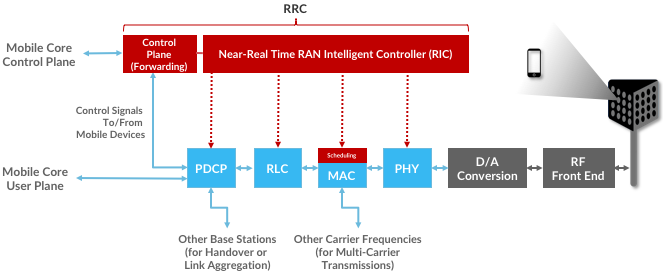 RRC
Mobile Core
Control Plane
Control
Plane
(Forwarding)
Near-Real Time RAN Intelligent Controller (RIC)
Control Signals
To/From
Mobile Devices
Mobile Core
User Plane
PDCP
RLC
Scheduling
MAC
PHY
D/A
Conversion
RF
Front End
Other Base Stations
(for Handover or
Link Aggregation)
Other Carrier Frequencies
(for Multi-Carrier
Transmissions)